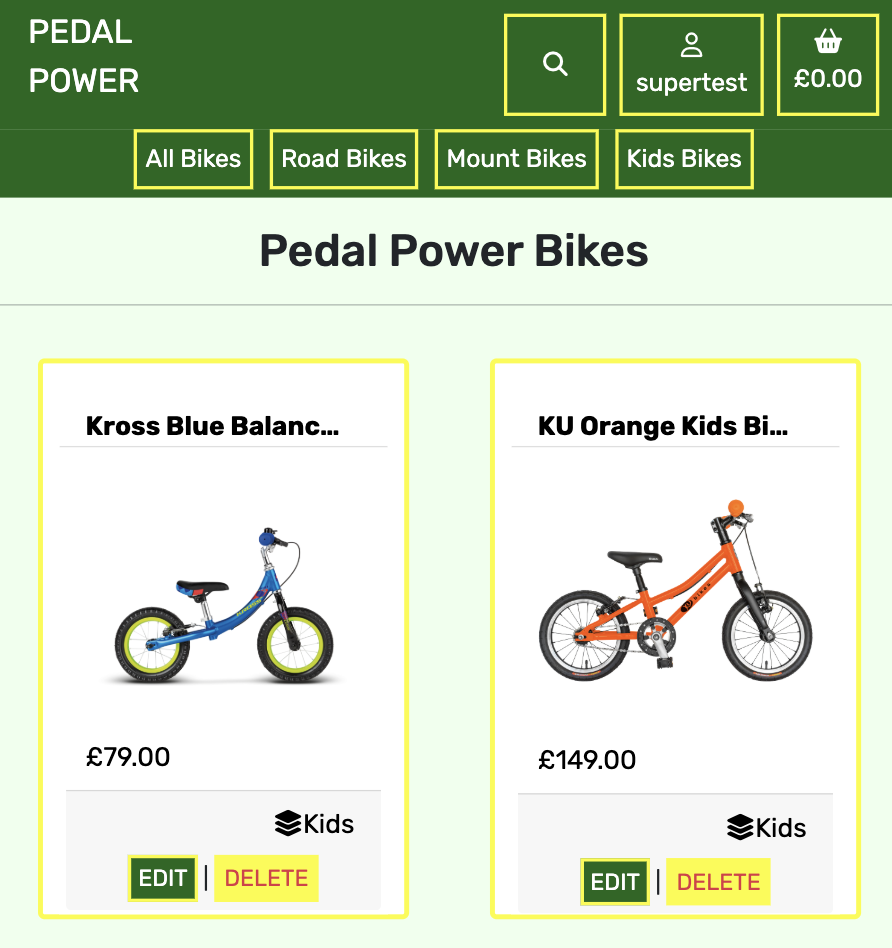 PEDAL
POWER
supertest
£0.00
All Bikes
Road Bikes
Mount Bikes
Kids Bikes
Pedal Power Bikes
Kross Blue Balanc...
£79.00
Kids
EDIT | DELETE
KU Orange Kids Bi...
£149.00
Kids
EDIT | DELETE